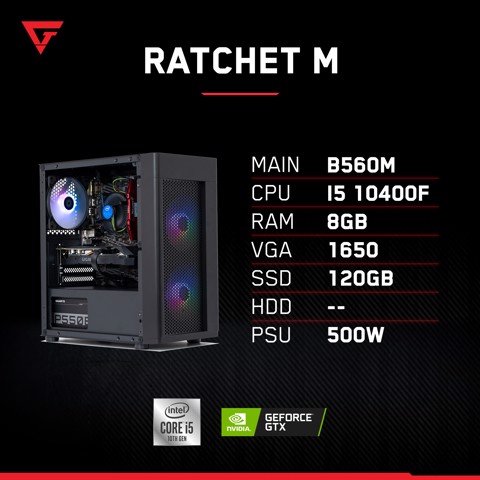 RATCHET M
MAIN B560M
CPU I5 10400F
RAM 8GB
VGA 1650
SSD 120GB
HDD --
PSU 500W
P550B
intel
CORE i5
10TH GEN
NVIDIA.
GEFORCE
GTX